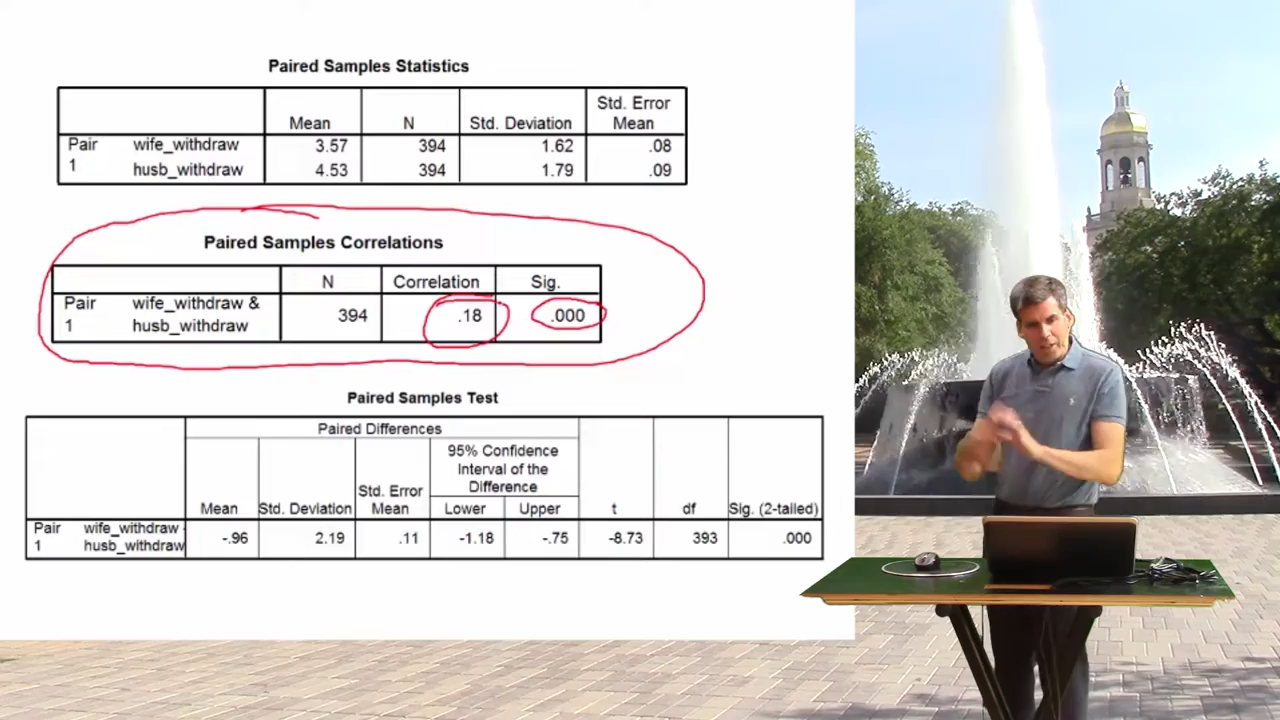 Paired Samples Statistics
Mean N Std. Deviation Std. Error Mean
Pair 1 wife_withdraw 3.57 394 1.62 .08
husb_withdraw 4.53 394 1.79 .09
Paired Samples Correlations
N Correlation Sig.
Pair 1 wife_withdraw & husb_withdraw 394 .18 .000
Paired Samples Test
Paired Differences
95% Confidence Interval of the Difference
Mean Std. Deviation Std. Error Mean Lower Upper t df Sig. (2-tailed)
Pair 1 wife_withdraw - husb_withdraw -.96 2.19 .11 -1.18 -.75 -8.73 393 .000